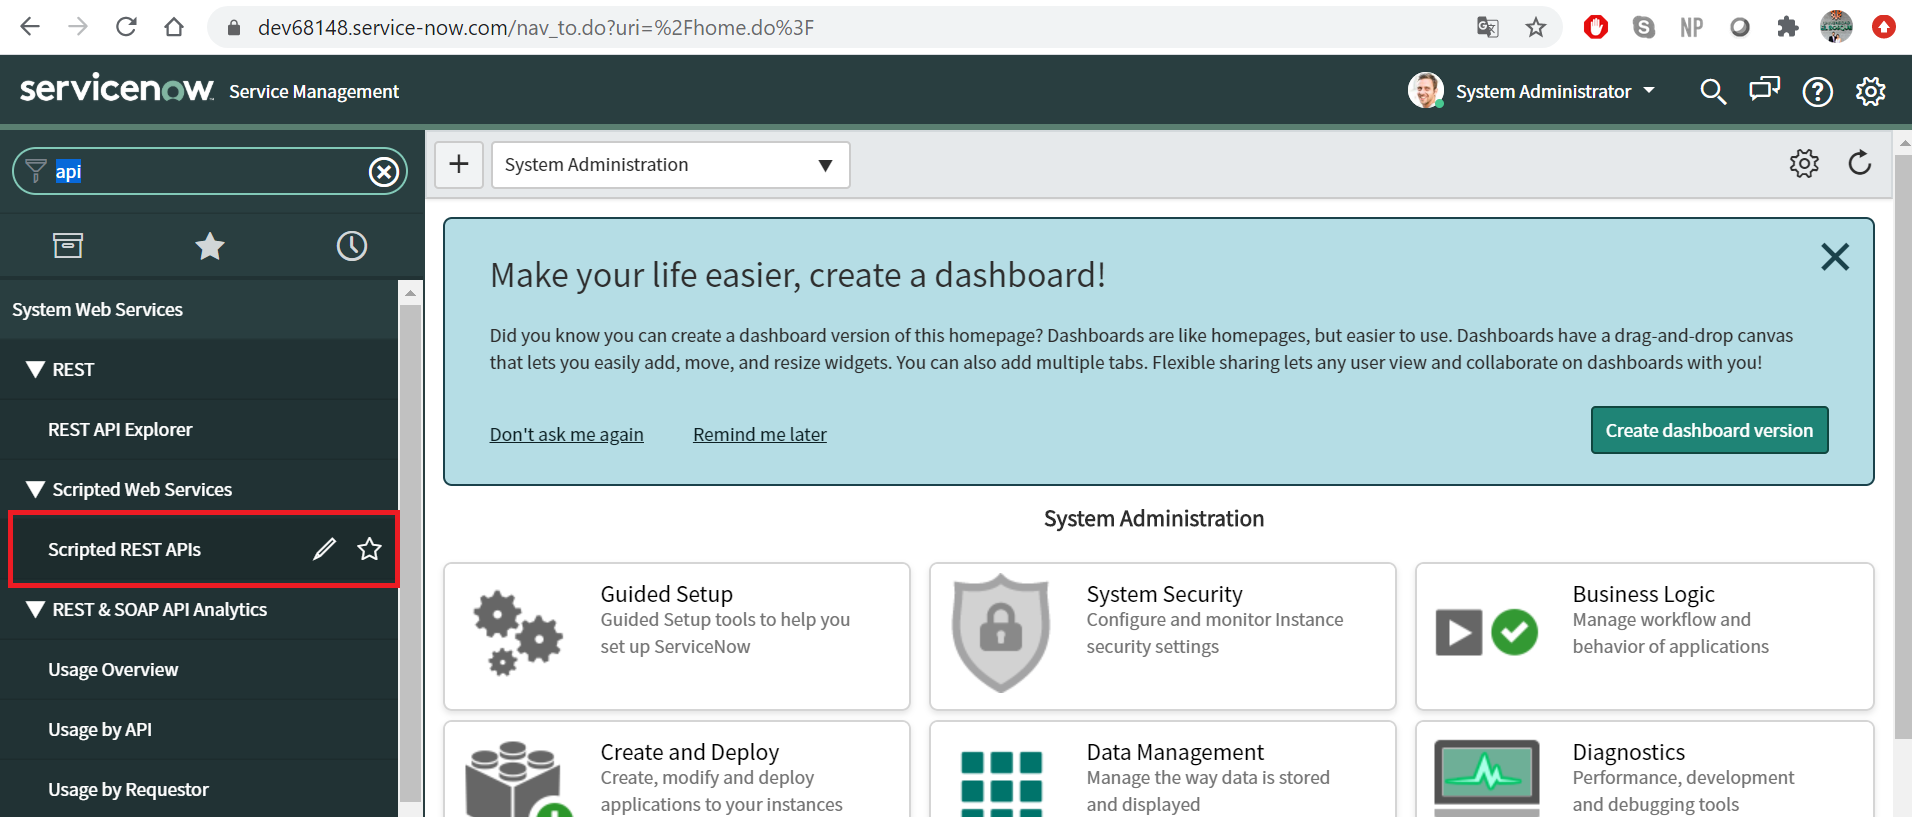 dev68148.service-now.com/nav_to.do?uri=%2Fhome.do%3F
NP
servicenow Service Management
System Administrator
api
System Administration
System Web Services
REST
REST API Explorer
Scripted Web Services
Scripted REST APIs
REST & SOAP API Analytics
Usage Overview
Usage by API
Usage by Requestor
Make your life easier, create a dashboard!
Did you know you can create a dashboard version of this homepage? Dashboards are like homepages, but easier to use. Dashboards have a drag-and-drop canvas
that lets you easily add, move, and resize widgets. You can also add multiple tabs. Flexible sharing lets any user view and collaborate on dashboards with you!
Don't ask me again
Remind me later
Create dashboard version
System Administration
Guided Setup
Guided Setup tools to help you
set up ServiceNow
System Security
Configure and monitor Instance
security settings
Business Logic
Manage workflow and
behavior of applications
Create and Deploy
Create, modify and deploy
applications to your instances
Data Management
Manage the way data is stored
and displayed
Diagnostics
Performance, development
and debugging tools